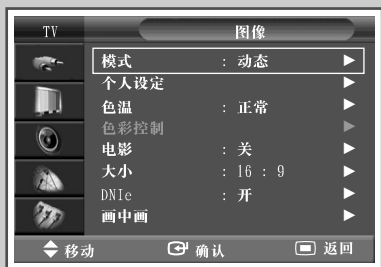 TV 图像
模式 : 动态 ▶
个人设定 ▶
色温 : 正常 ▶
色彩控制 ▶
电影 : 关 ▶
大小 : 16 : 9 ▶
DNIe : 开 ▶
画中画 ▶
移动 确认 返回